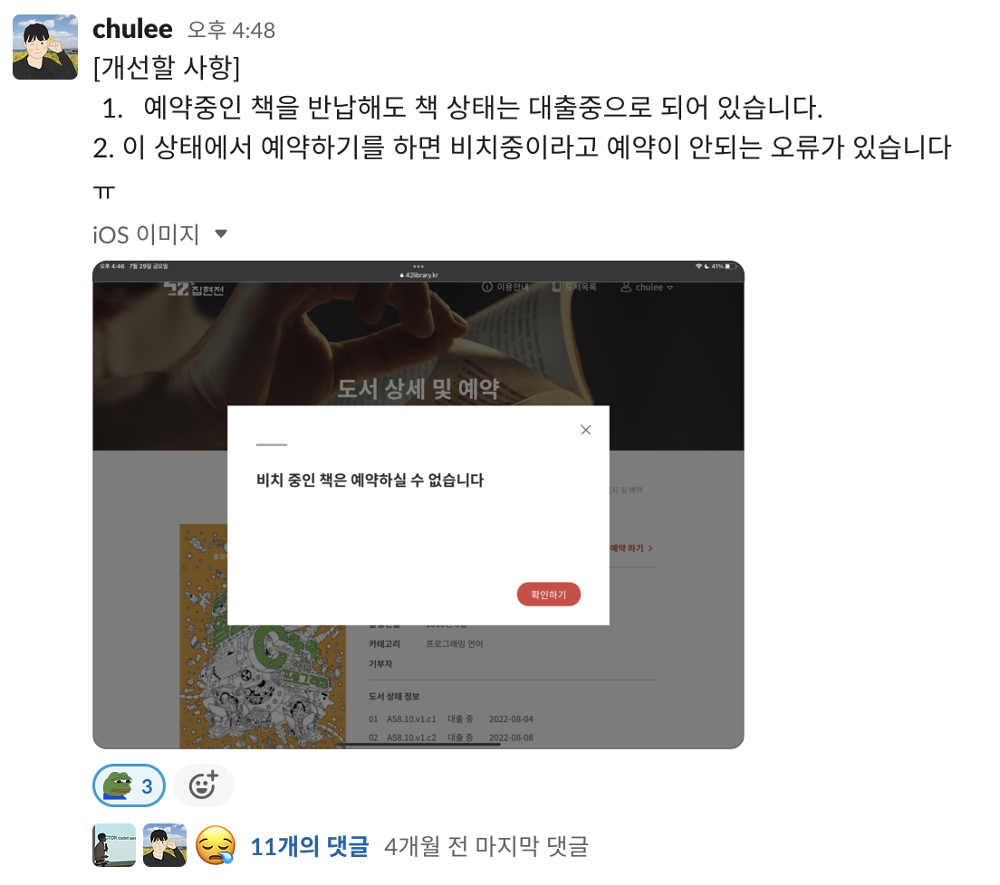 chulee 오후 4:48
[개선할 사항]
1. 예약중인 책을 반납해도 책 상태는 대출중으로 되어 있습니다.
2. 이 상태에서 예약하기를 하면 비치중이라고 예약이 안되는 오류가 있습니다
ㅠ
iOS 이미지
오후 4:46 7월 29일 금요일
42library.kr
41%
42 집현전
이용안내 도서목록 chulee
도서 상세 및 예약
비치 중인 책은 예약하실 수 없습니다
및 예약
예약 하기
확인하기
카테고리 프로그래밍 언어
기부자
C++
프로그래밍
도서 상태 정보
01 A58.10.v1.c1 대출 중 2022-08-04
02 A58.10.v1.c2 대출 중 2022-08-08
3
11개의 댓글 4개월 전 마지막 댓글